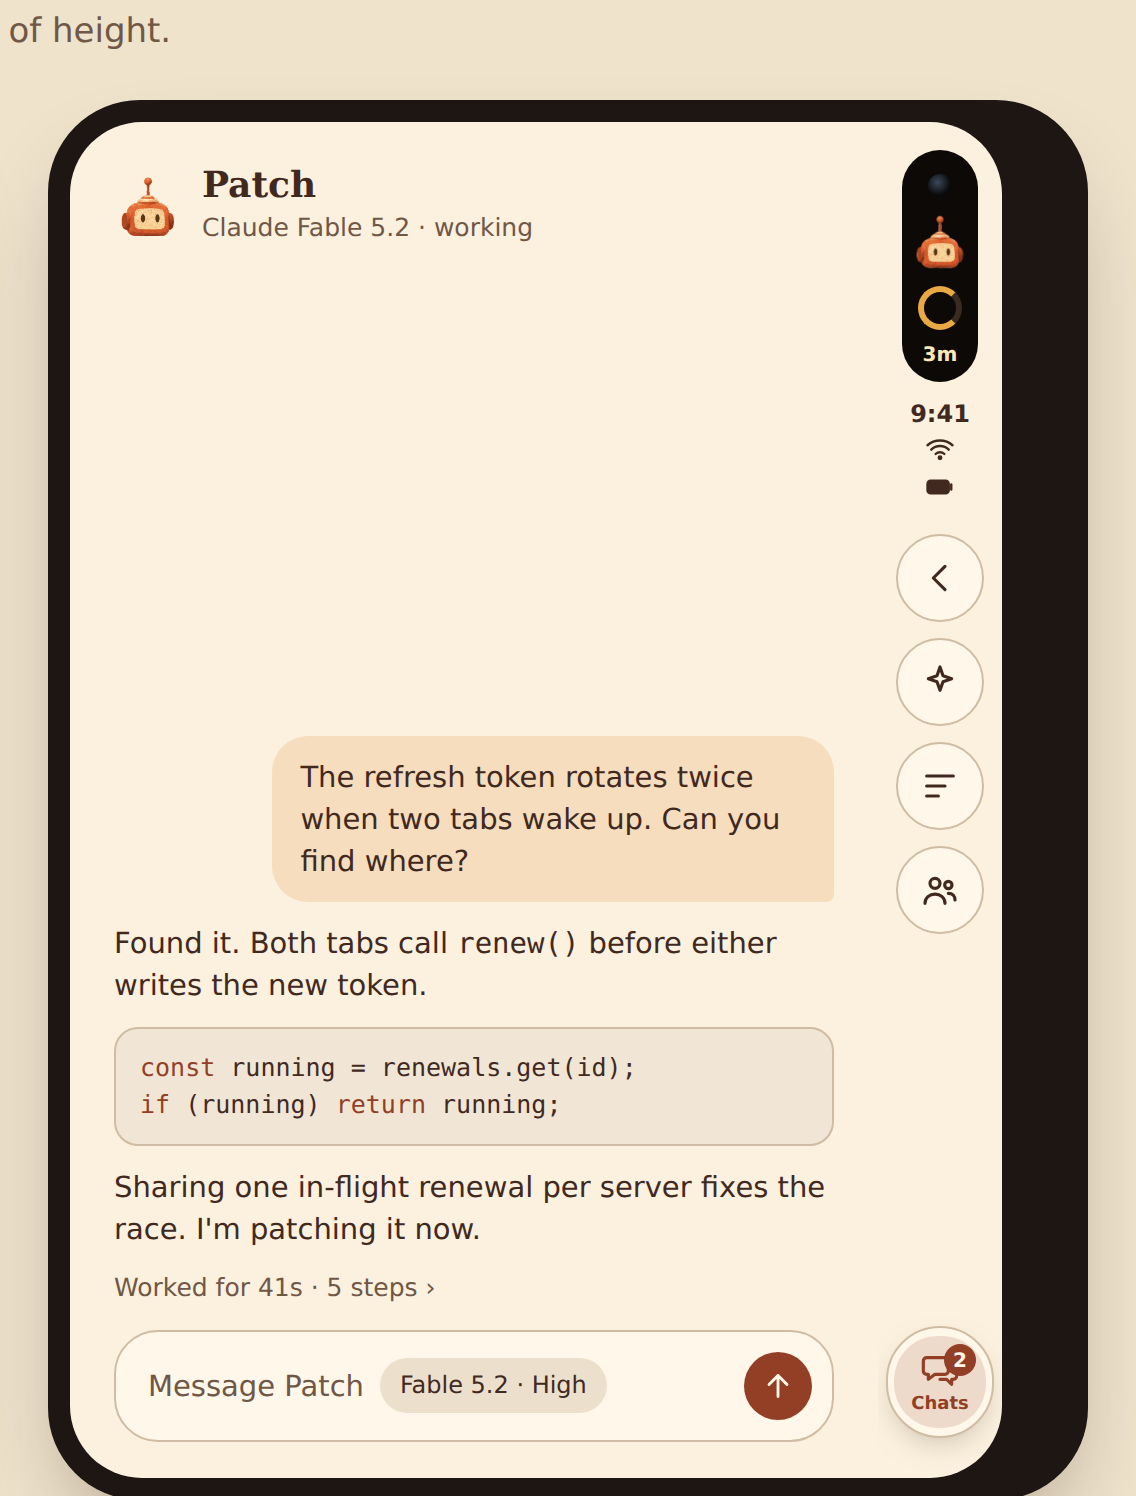 of height.
Patch
Claude Fable 5.2 · working
3m
9:41
The refresh token rotates twice
when two tabs wake up. Can you
find where?
Found it. Both tabs call renew() before either
writes the new token.
const running = renewals.get(id);
if (running) return running;
Sharing one in-flight renewal per server fixes the
race. I'm patching it now.
Worked for 41s · 5 steps ›
Message Patch
Fable 5.2 · High
2
Chats